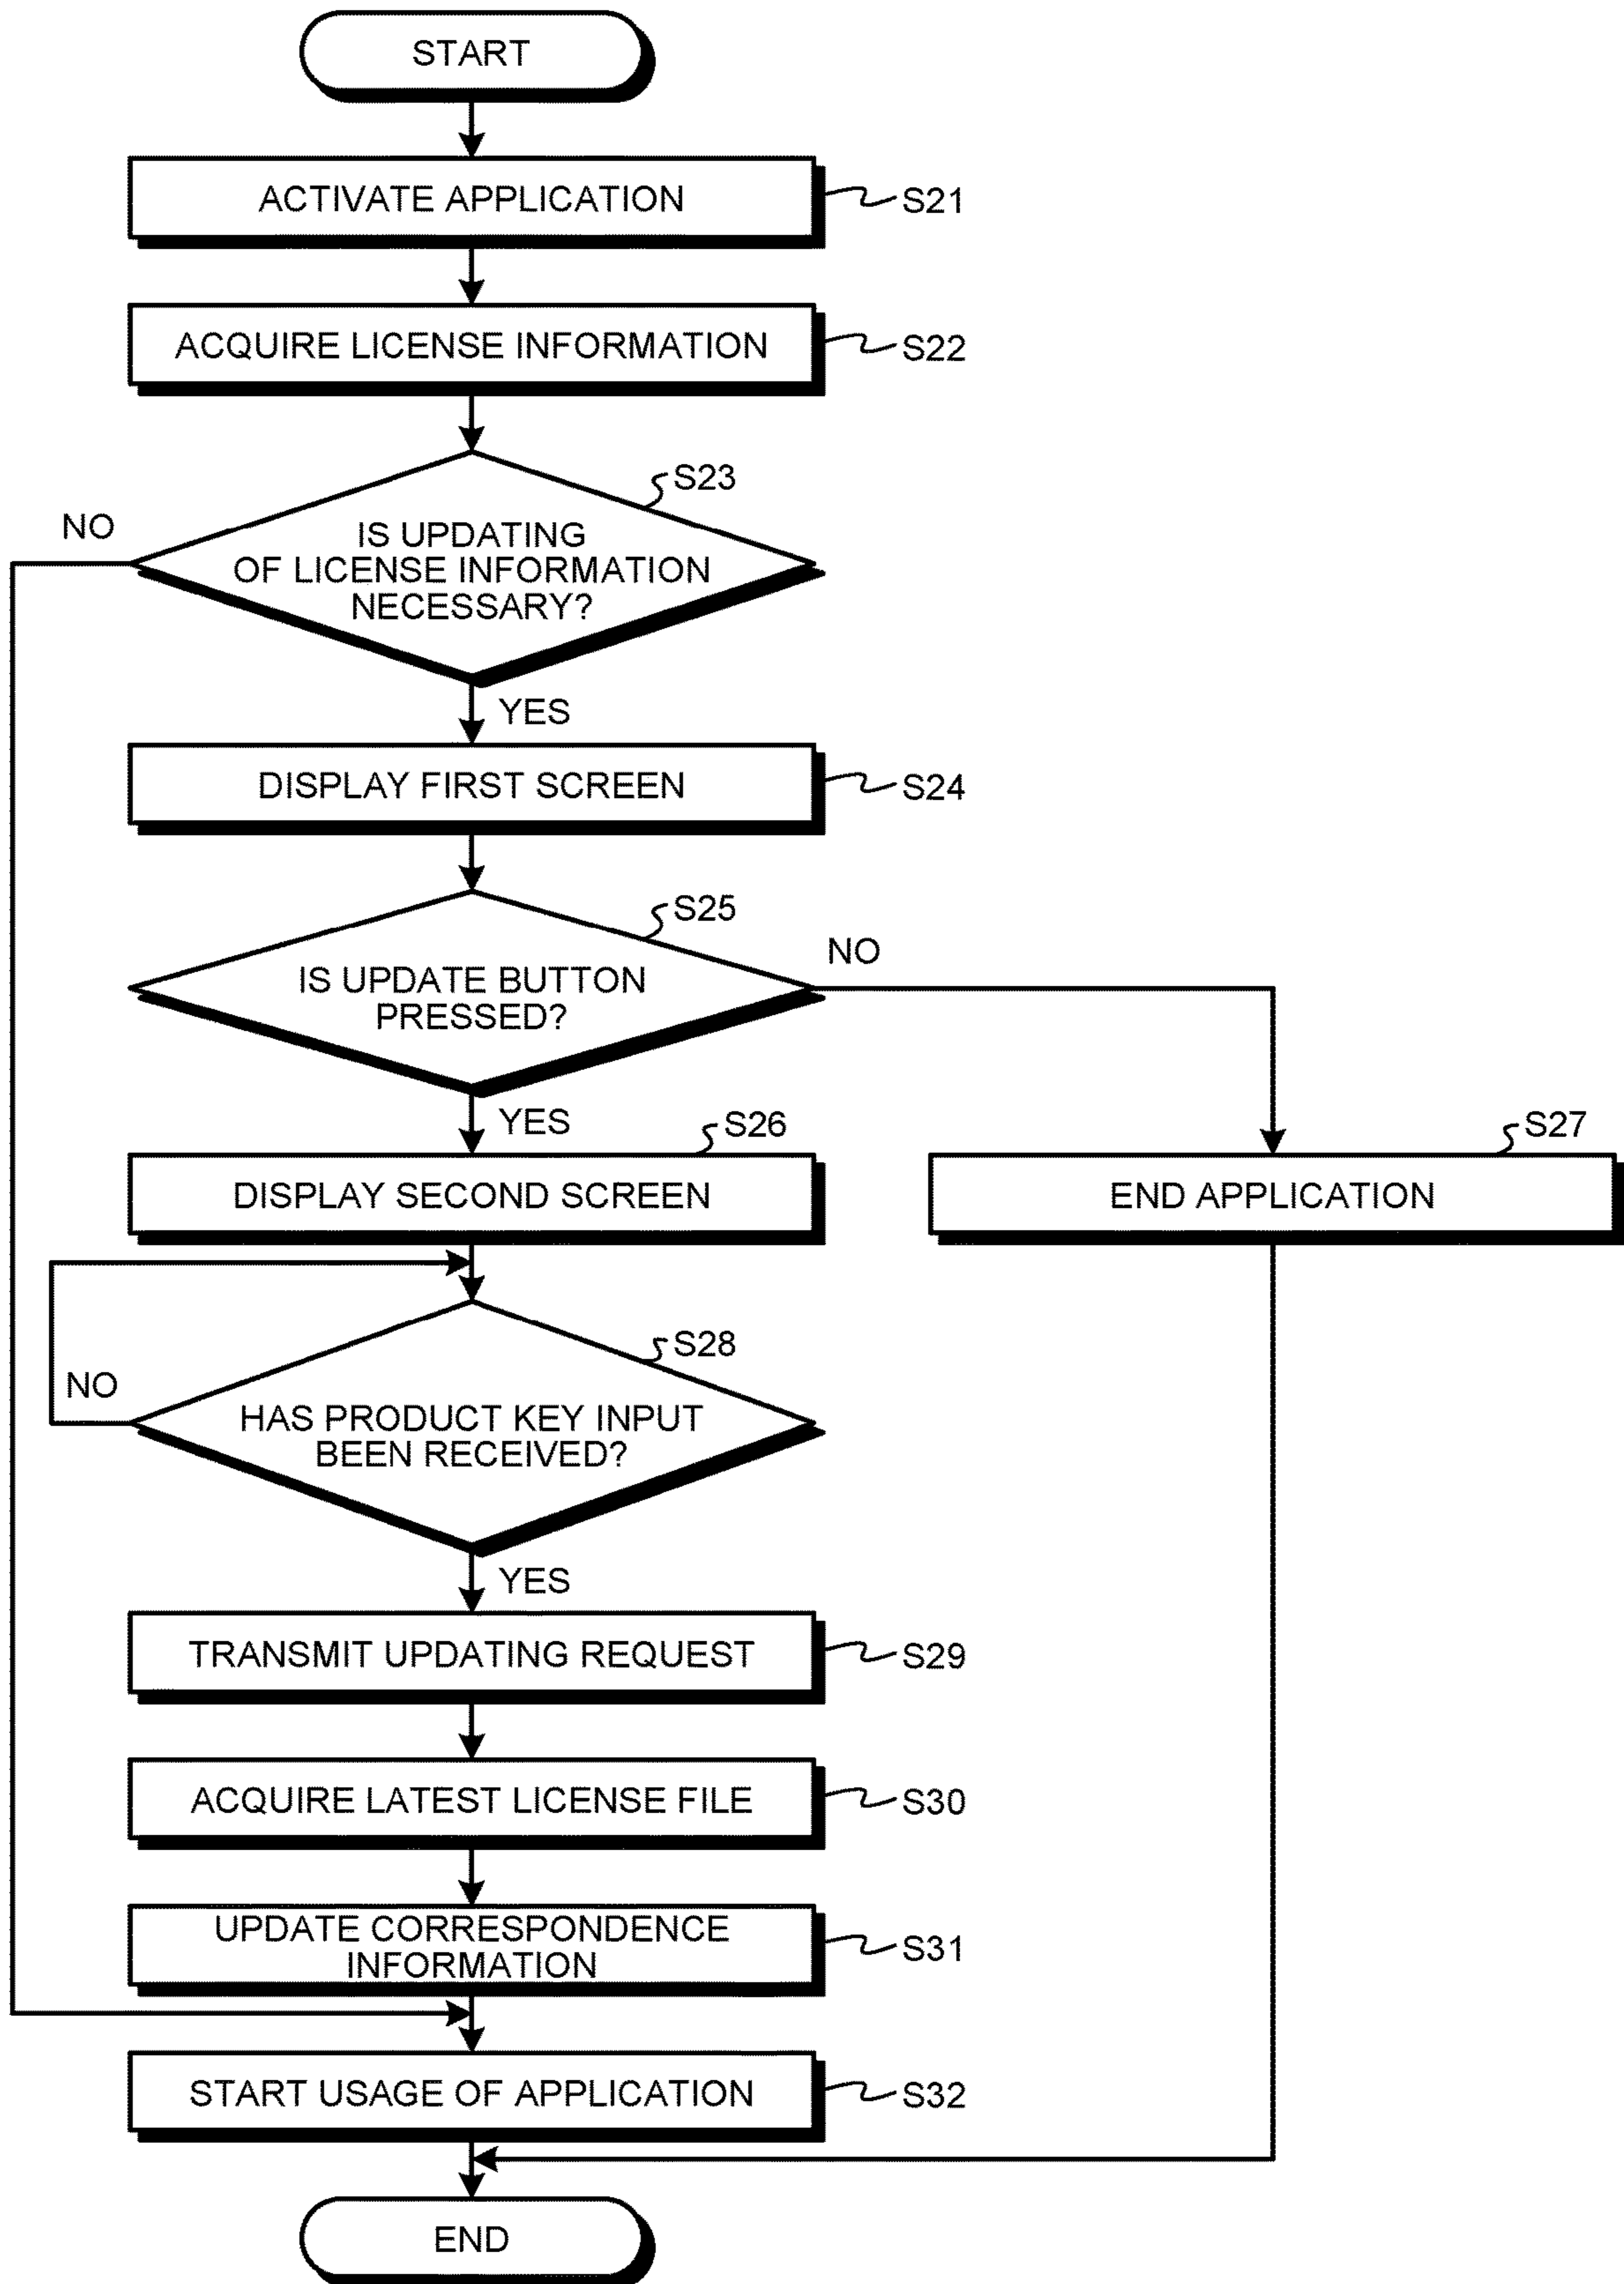 START
ACTIVATE APPLICATION
S21
ACQUIRE LICENSE INFORMATION
S22
S23
NO
IS UPDATING
OF LICENSE INFORMATION
NECESSARY?
YES
DISPLAY FIRST SCREEN
S24
S25
NO
IS UPDATE BUTTON
PRESSED?
YES
S26
S27
DISPLAY SECOND SCREEN
END APPLICATION
S28
NO
HAS PRODUCT KEY INPUT
BEEN RECEIVED?
YES
TRANSMIT UPDATING REQUEST
S29
ACQUIRE LATEST LICENSE FILE
S30
UPDATE CORRESPONDENCE
INFORMATION
S31
START USAGE OF APPLICATION
S32
END